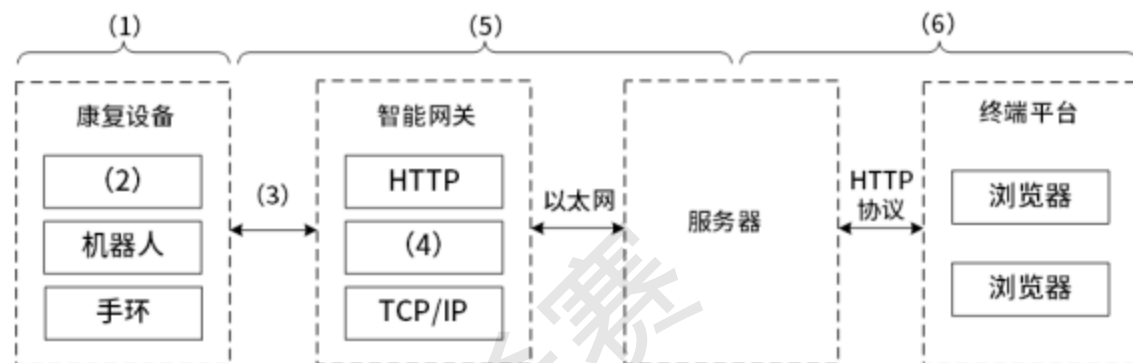 (1)
(5)
(6)
康复设备
(2)
机器人
手环
(3)
智能网关
HTTP
(4)
TCP/IP
以太网
服务器
HTTP
协议
终端平台
浏览器
浏览器
赛